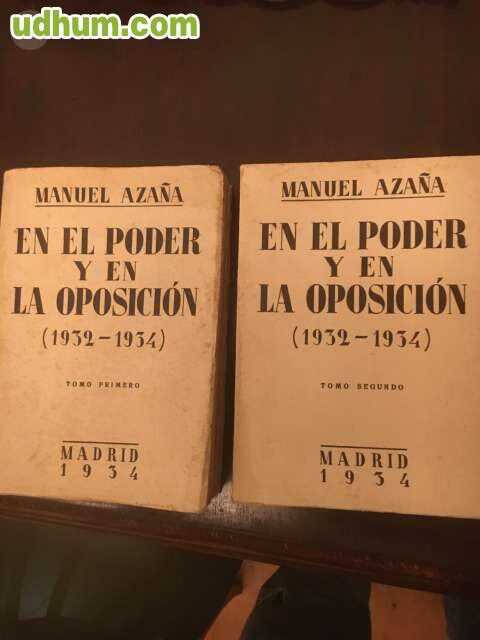 udhum.com
MANUEL AZAÑA
EN EL PODER
Y EN
LA OPOSICIÓN
(1932-1934)
TOMO PRIMERO
MADRID
1934
MANUEL AZAÑA
EN EL PODER
Y EN
LA OPOSICIÓN
(1932-1934)
TOMO SEGUNDO
MADRID
1934